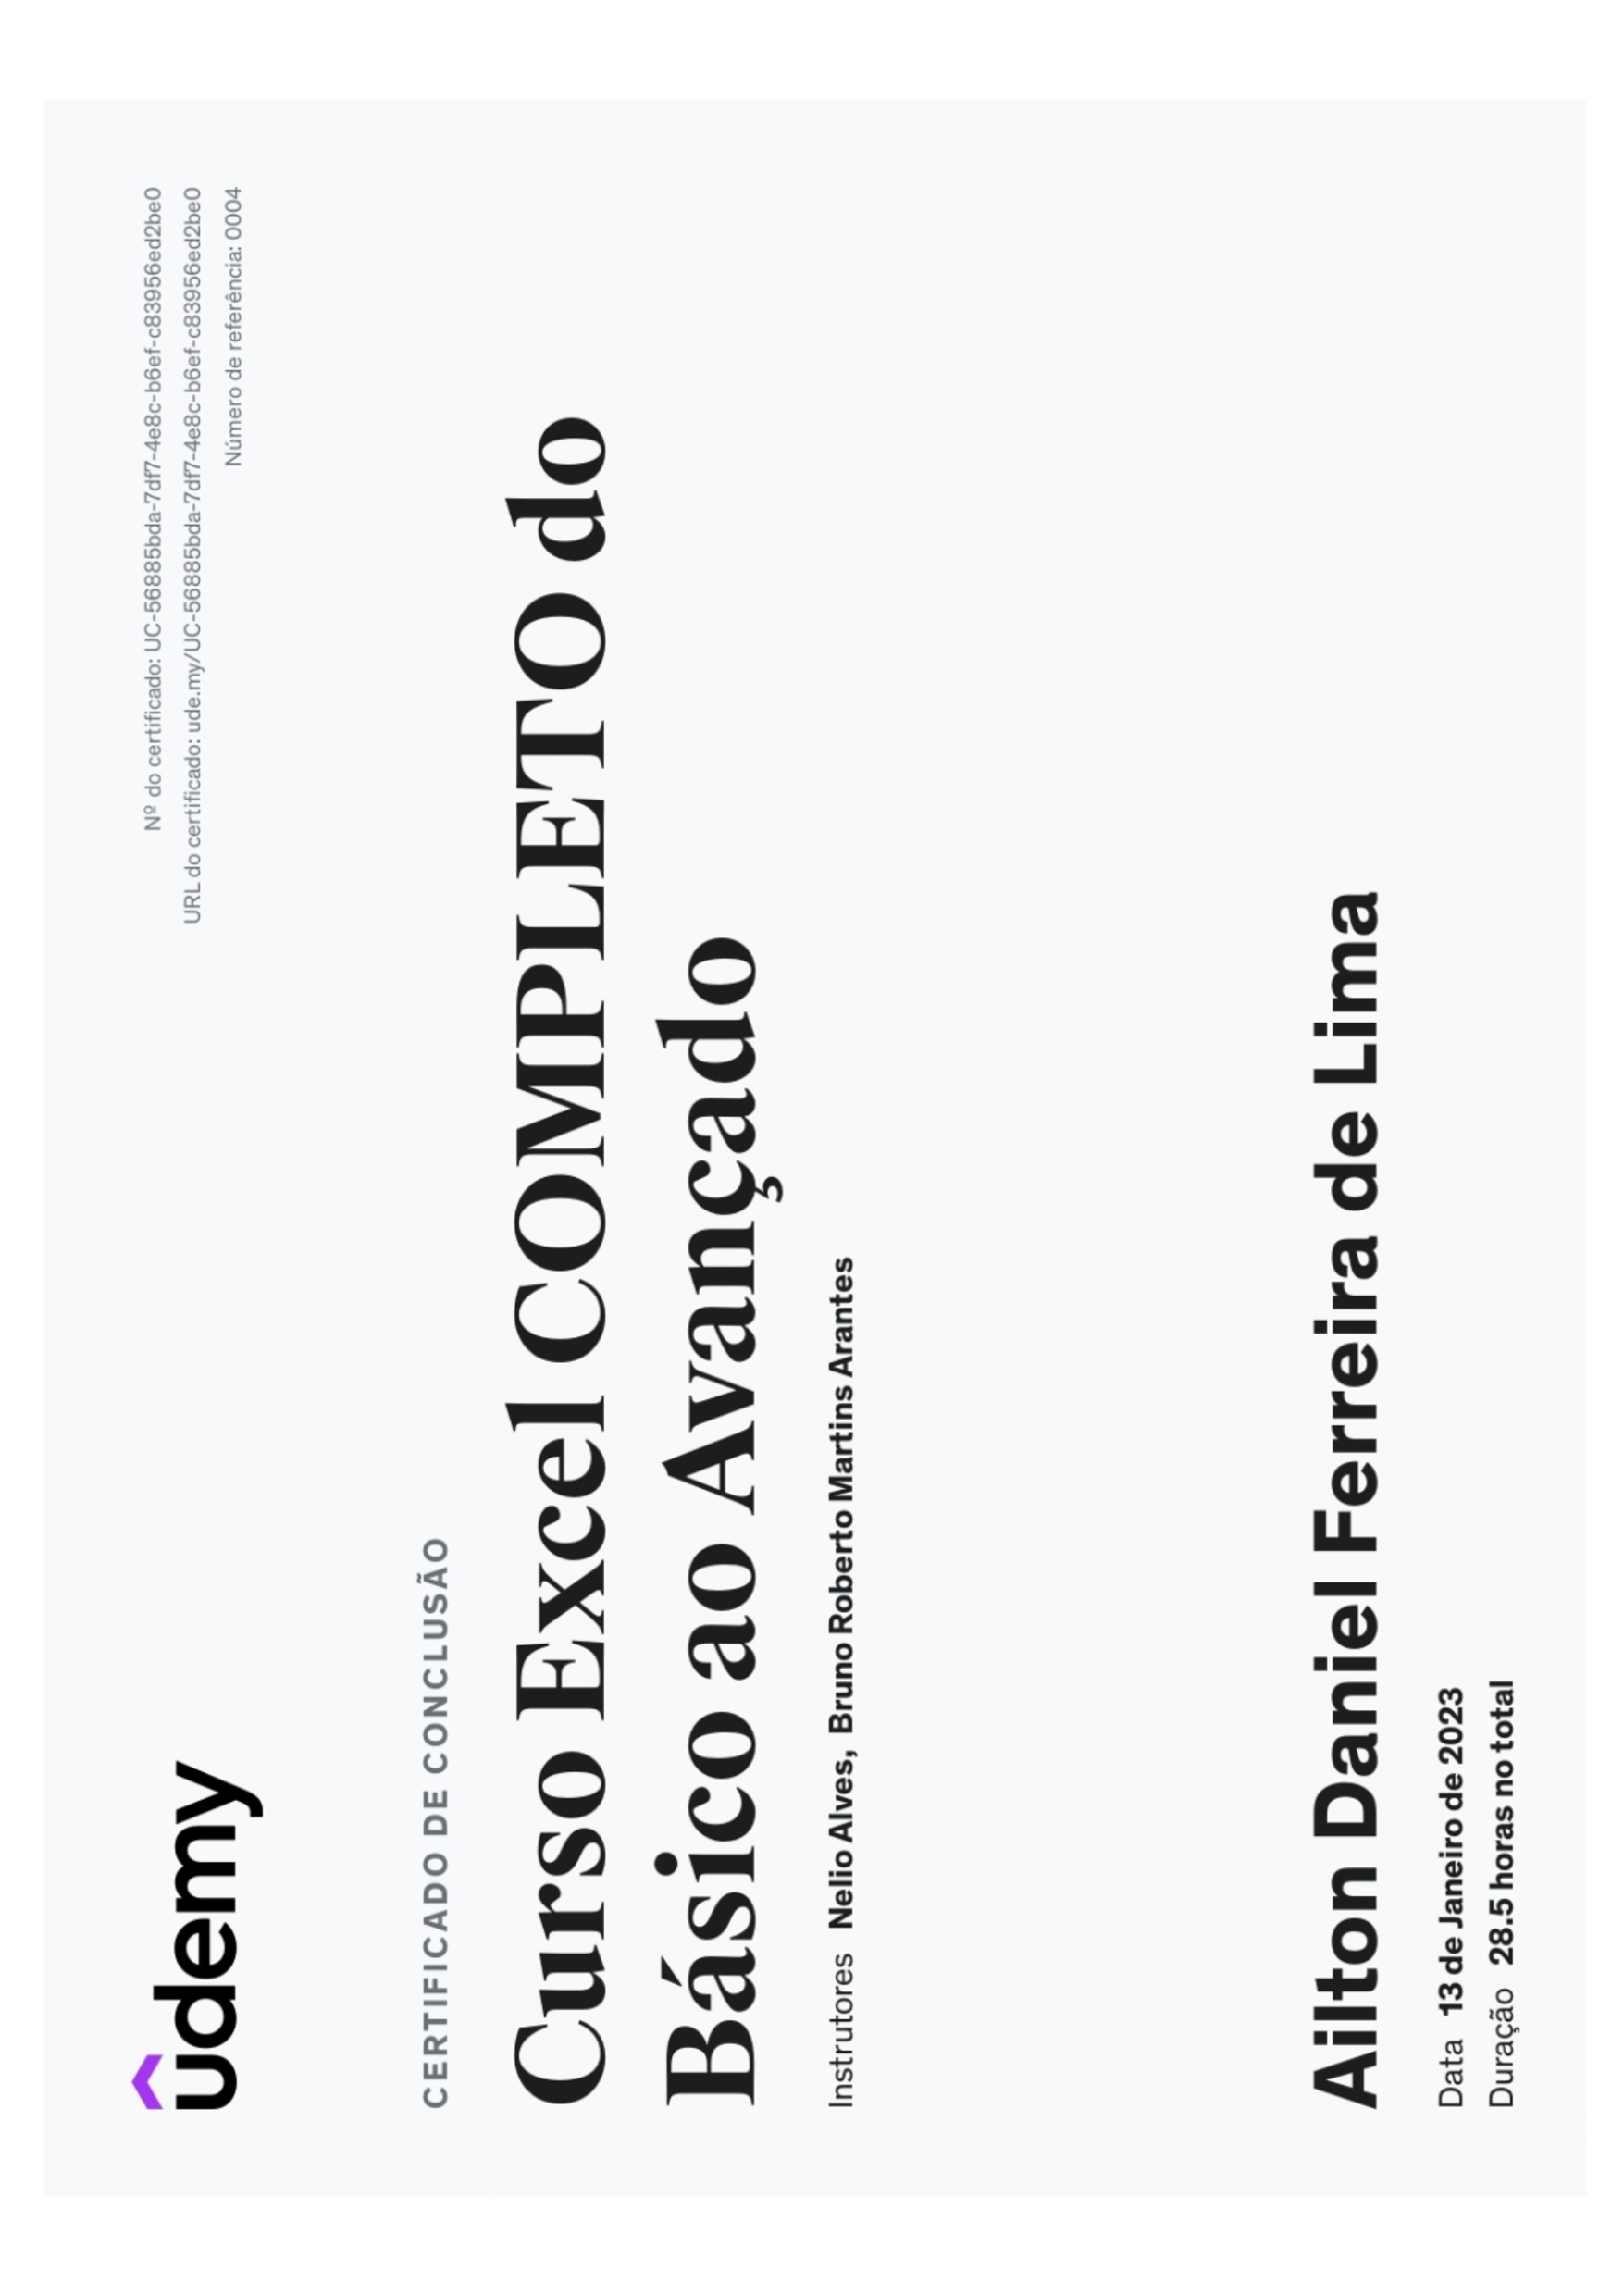 udemy
Nº do certificado: UC-56885bda-7df7-4e8c-b6ef-c83956ed2be0
URL do certificado: ude.my/UC-56885bda-7df7-4e8c-b6ef-c83956ed2be0
Número de referência: 0004
CERTIFICADO DE CONCLUSÃO
Curso Excel COMPLETO do
Básico ao Avançado
Instrutores Nelio Alves, Bruno Roberto Martins Arantes
Ailton Daniel Ferreira de Lima
Data 13 de Janeiro de 2023
Duração 28.5 horas no total